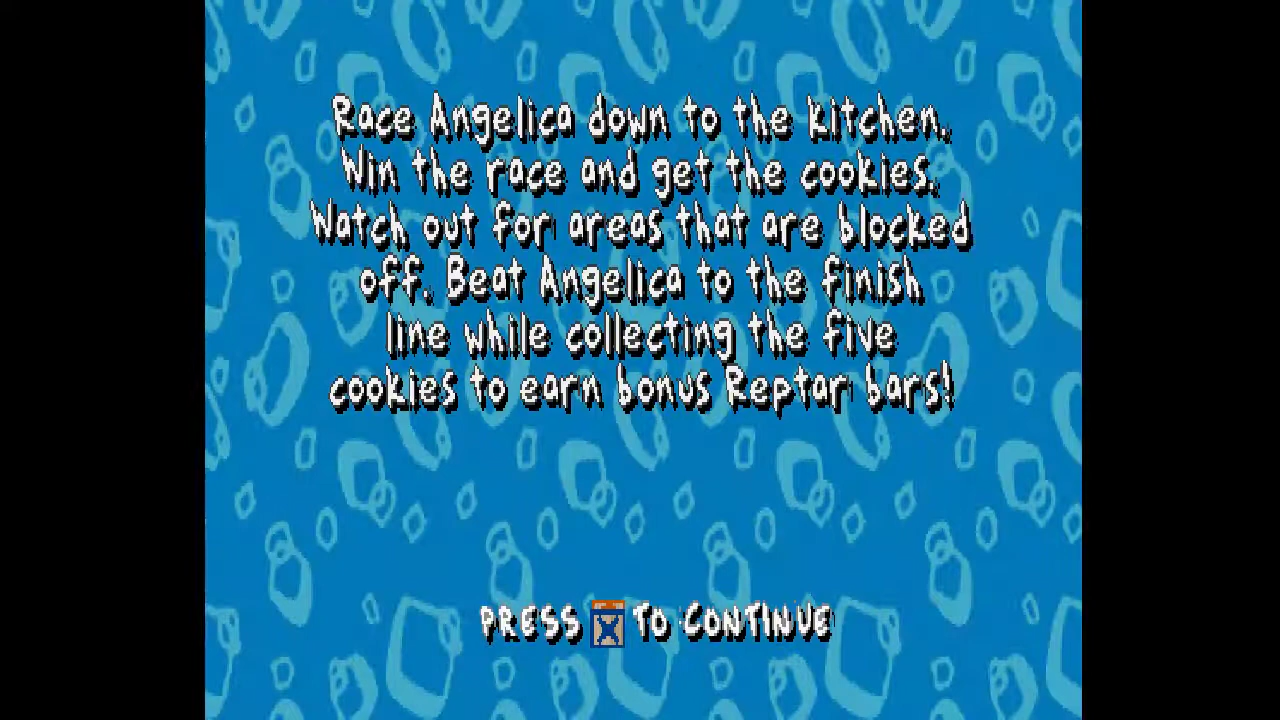 Race Angelica down to the kitchen.
Win the race and get the cookies.
Watch out for areas that are blocked
off. Beat Angelica to the finish
line while collecting the five
cookies to earn bonus Reptar bars!
PRESS X TO CONTINUE